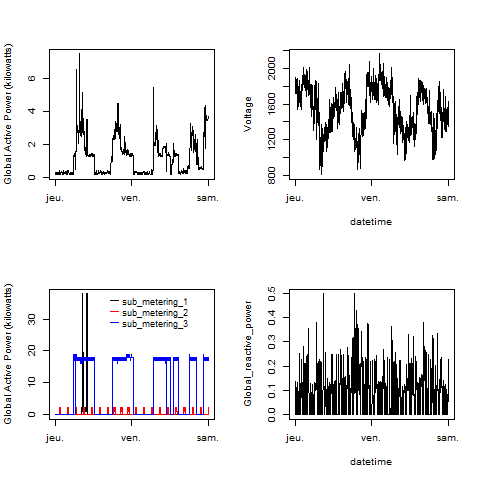 Global Active Power (kilowatts)
0 2 4 6
jeu. ven. sam.
Voltage
800 1200 1600 2000
jeu. ven. sam.
datetime
Global Active Power (kilowatts)
0 10 20 30
sub_metering_1
sub_metering_2
sub_metering_3
jeu. ven. sam.
Global_reactive_power
0.0 0.1 0.2 0.3 0.4 0.5
jeu. ven. sam.
datetime